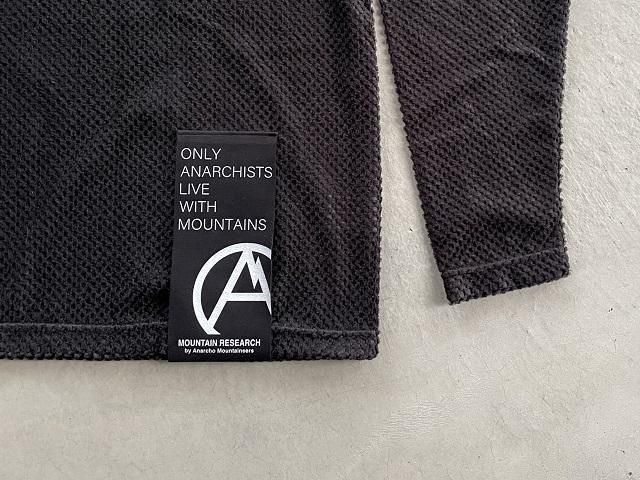 ONLY
ANARCHISTS
LIVE
WITH
MOUNTAINS
MOUNTAIN RESEARCH
by Anarcho Mountaineers